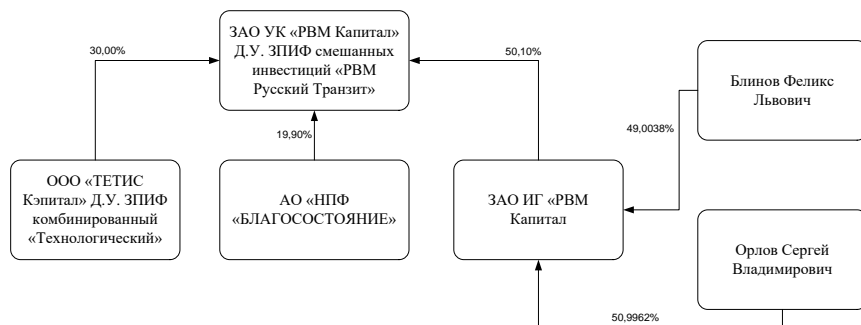 ЗАО УК «РВМ Капитал»
Д.У. ЗПИФ смешанных
инвестиций «РВМ
Русский Транзит»
30,00%
50,10%
Блинов Феликс
Львович
49,0038%
19,90%
ООО «ТЕТИС
Кэпитал» Д.У. ЗПИФ
комбинированный
«Технологический»
АО «НПФ
«БЛАГОСОСТОЯНИЕ»
ЗАО ИГ «РВМ
Капитал
Орлов Сергей
Владимирович
50,9962%